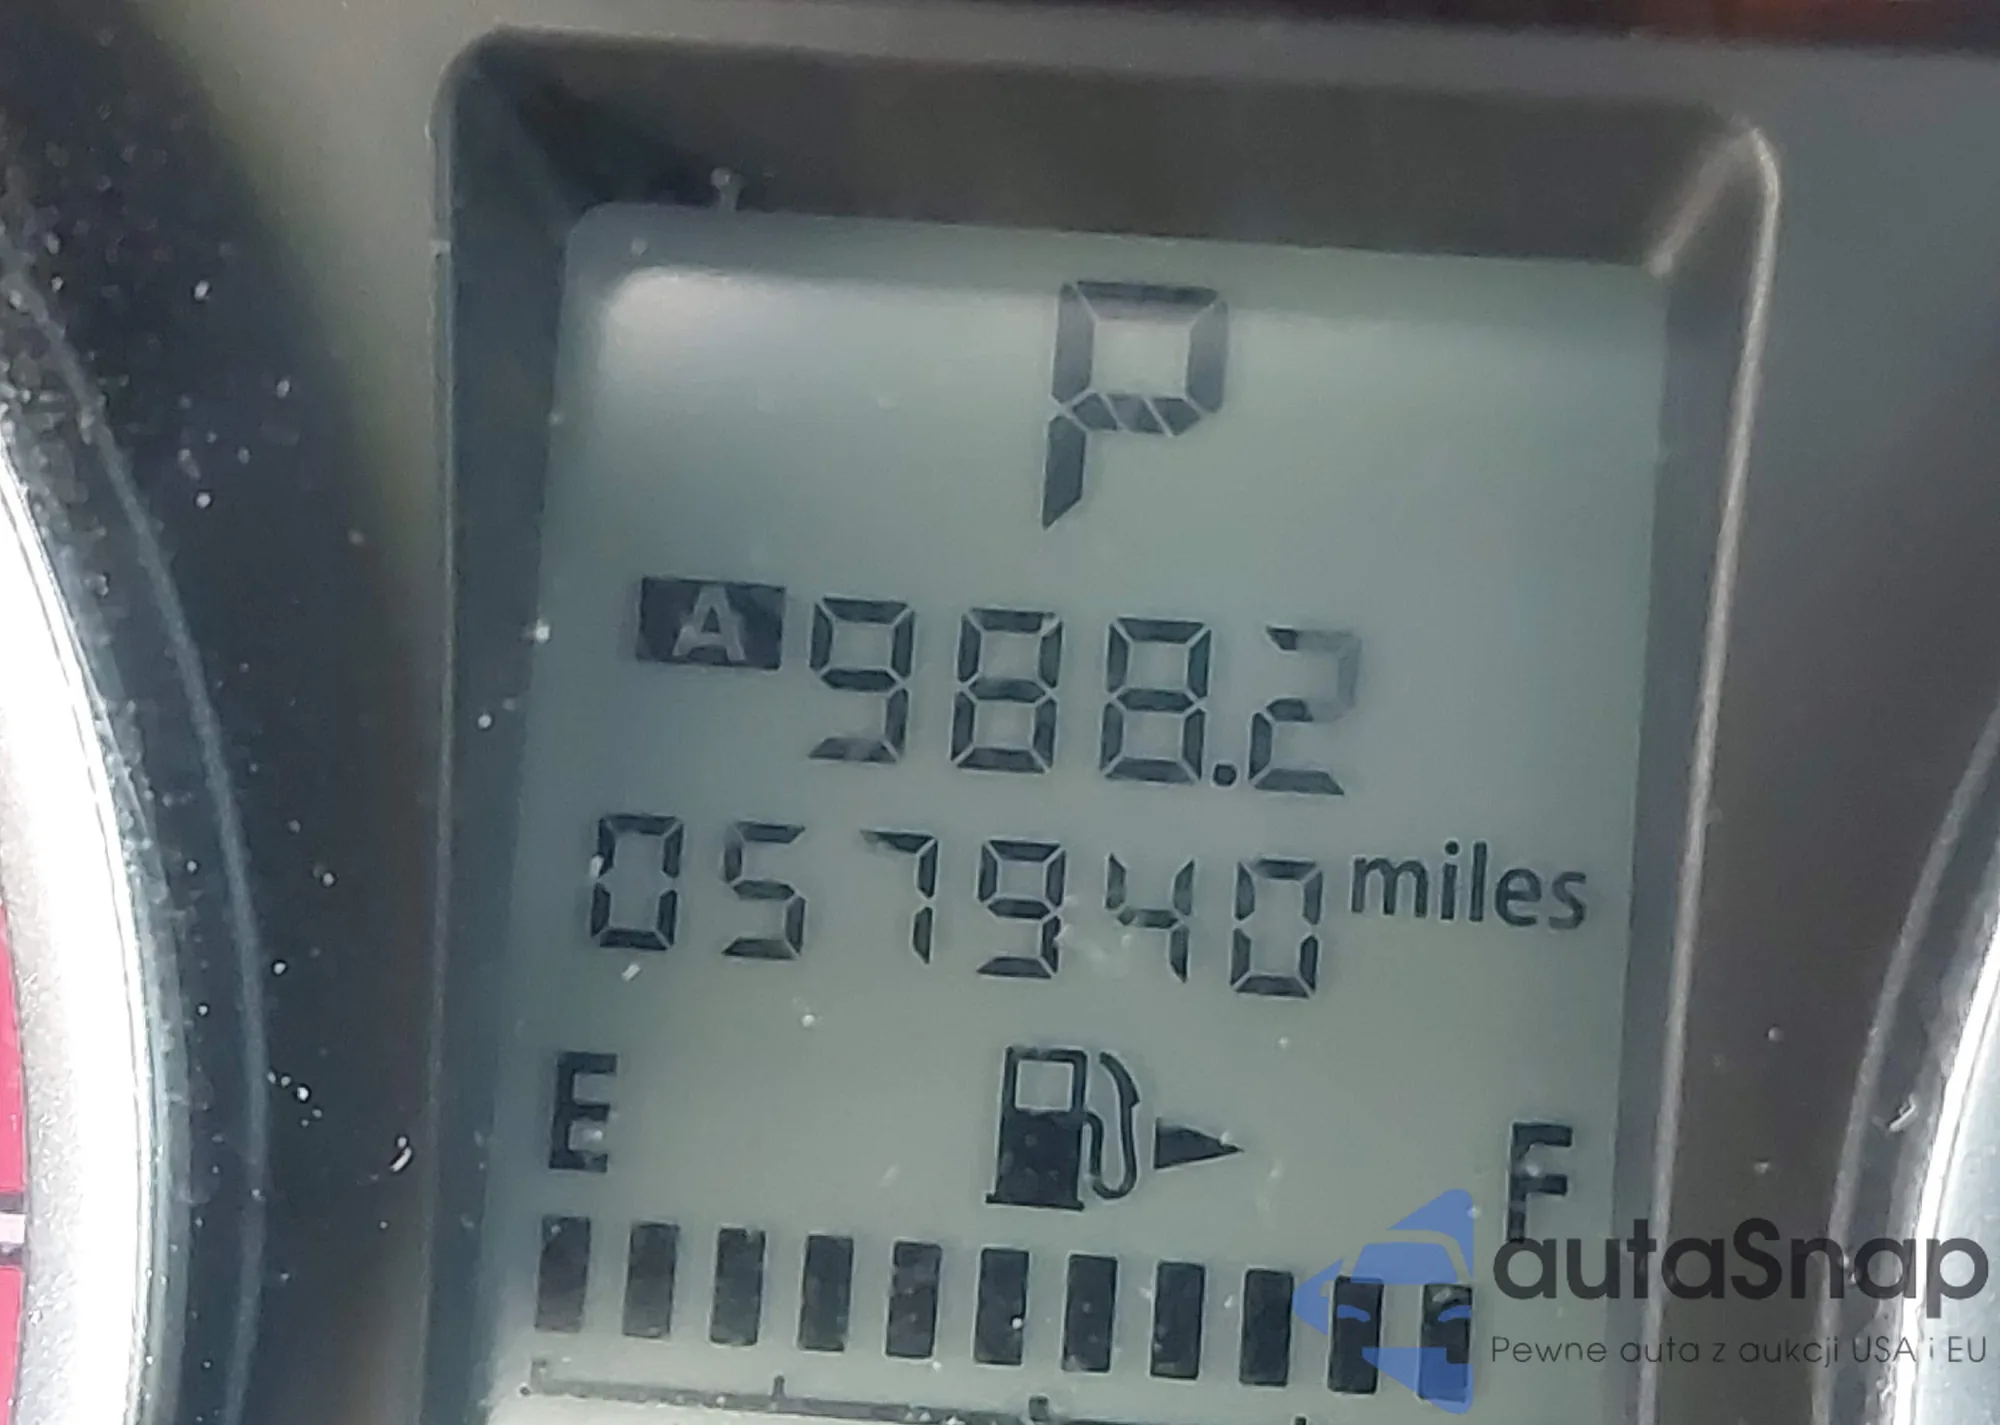 P
A 988.2
057940 miles
E F
autaSnap
Pewne auta z aukcji USA i EU